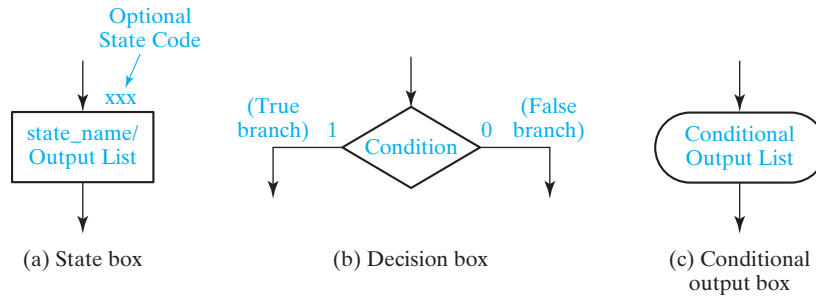 Optional
State Code
xxx
state_name/
Output List
(a) State box
(True
branch)
1
Condition
0
(False
branch)
(b) Decision box
Conditional
Output List
(c) Conditional
output box